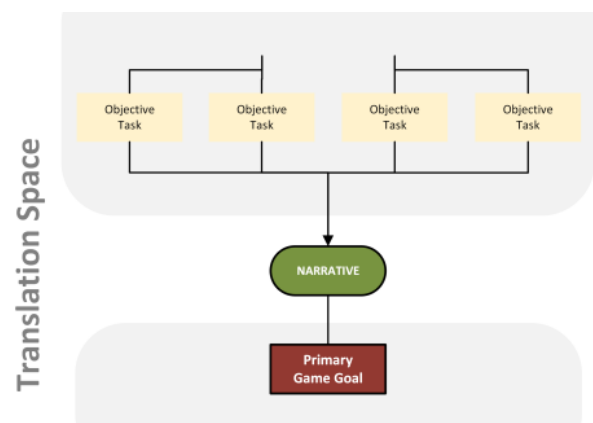 Objective
Task
Objective
Task
Objective
Task
Objective
Task
Translation Space
NARRATIVE
Primary
Game Goal